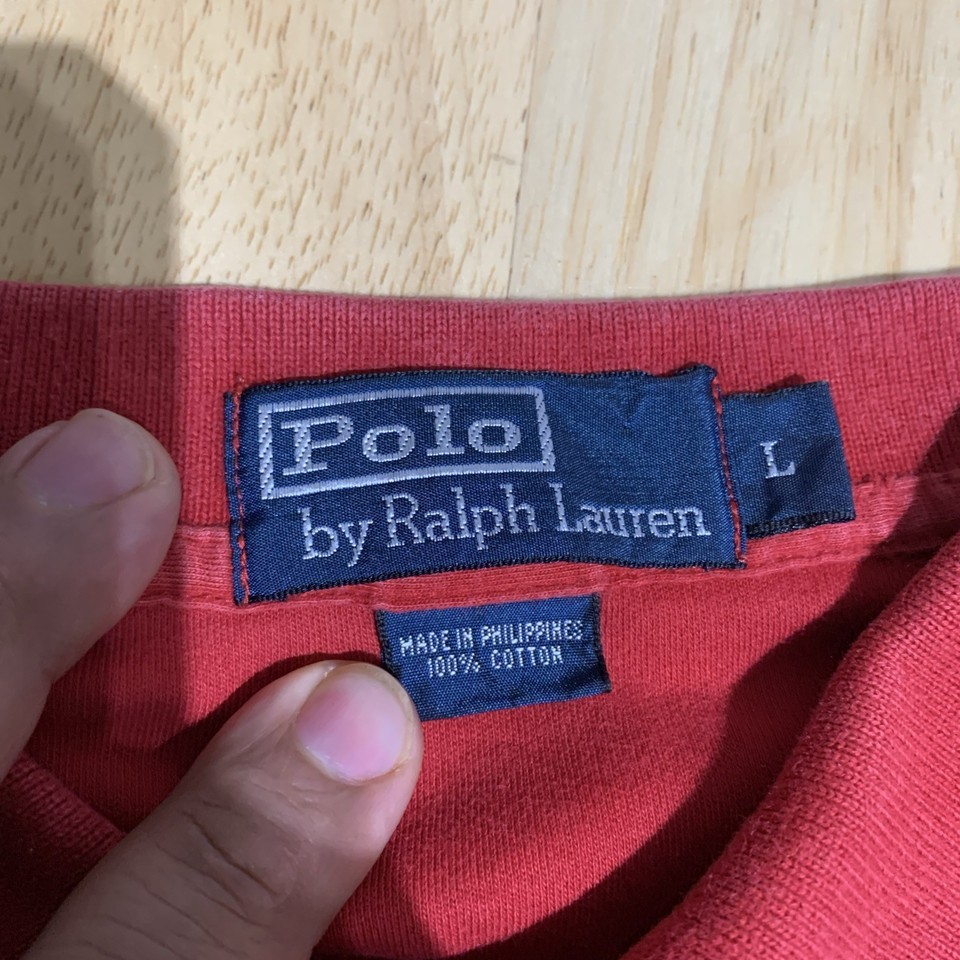 Polo
by Ralph Lauren
L
MADE IN PHILIPPINES
100% COTTON